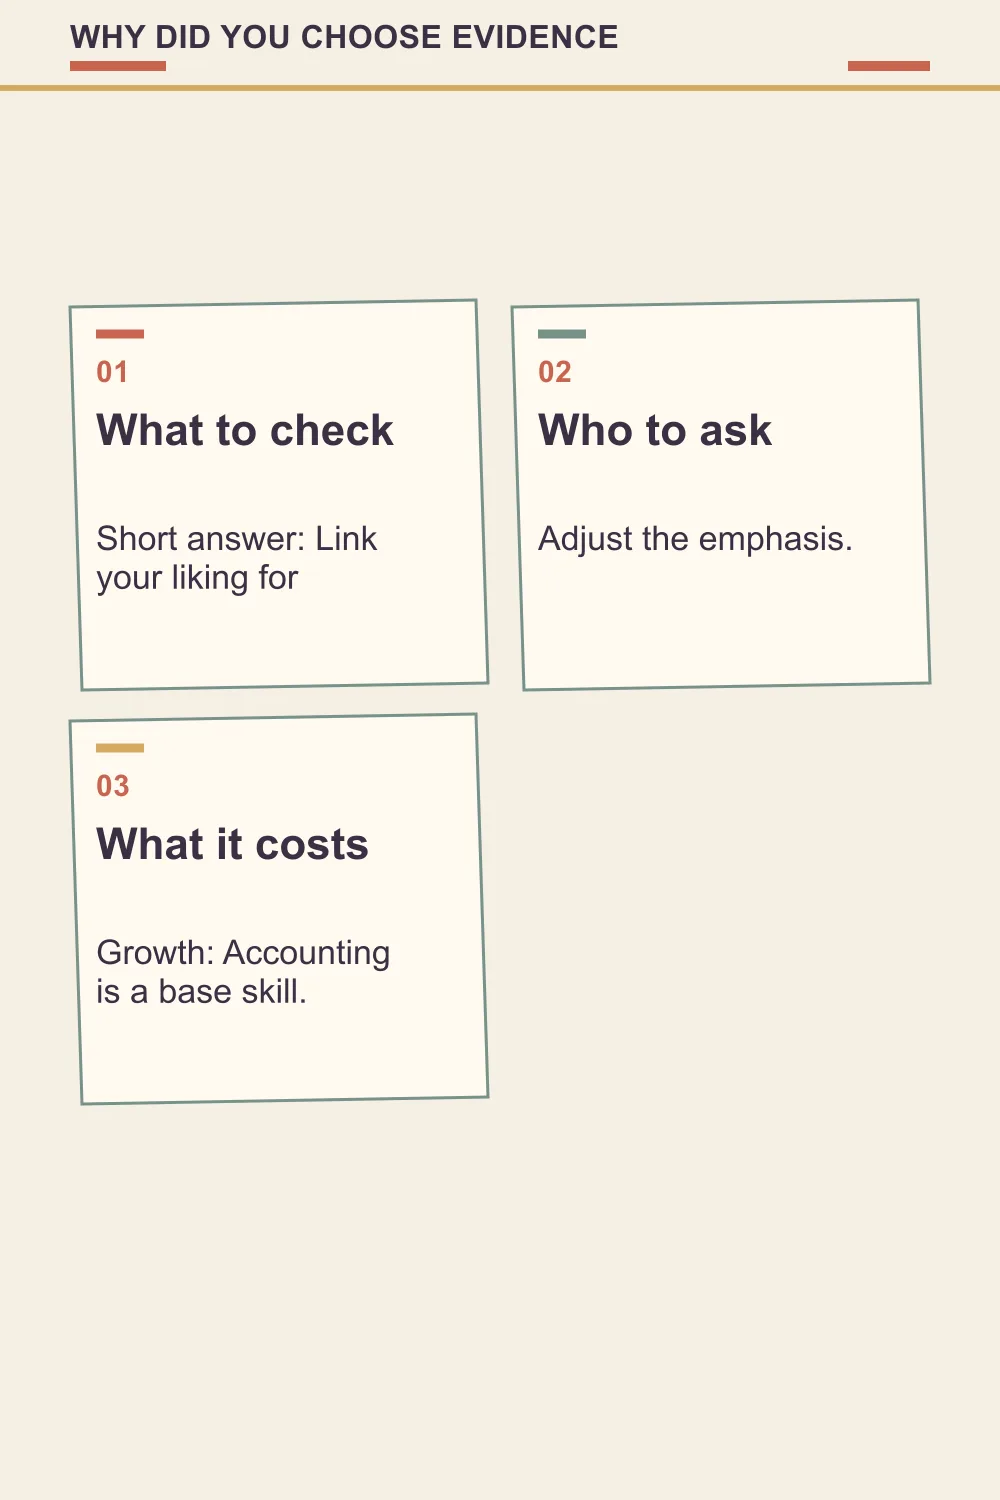 WHY DID YOU CHOOSE EVIDENCE
01
What to check
Short answer: Link
your liking for
02
Who to ask
Adjust the emphasis.
03
What it costs
Growth: Accounting
is a base skill.